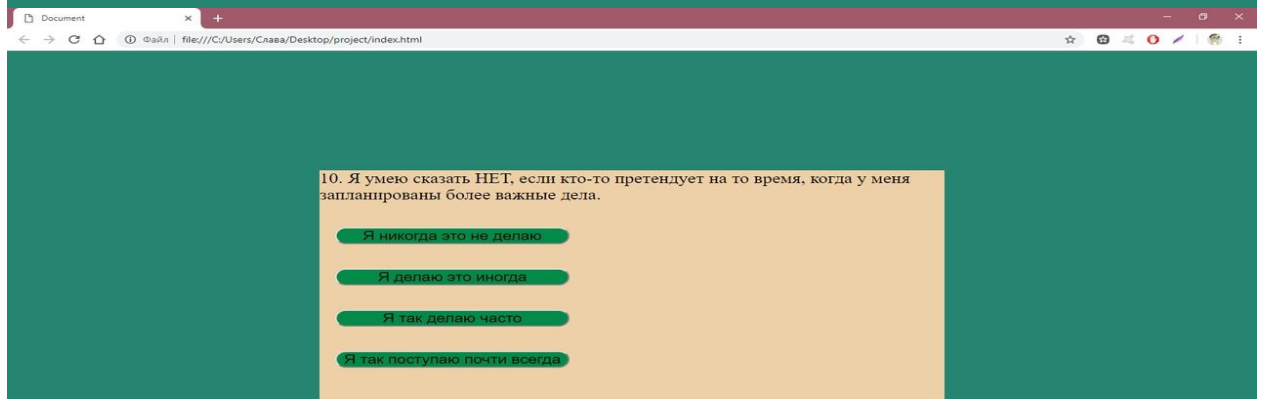 Document
Файл file:///C:/Users/Слава/Desktop/project/index.html
10. Я умею сказать НЕТ, если кто-то претендует на то время, когда у меня
запланированы более важные дела.
Я никогда это не делаю
Я делаю это иногда
Я так делаю часто
Я так поступаю почти всегда